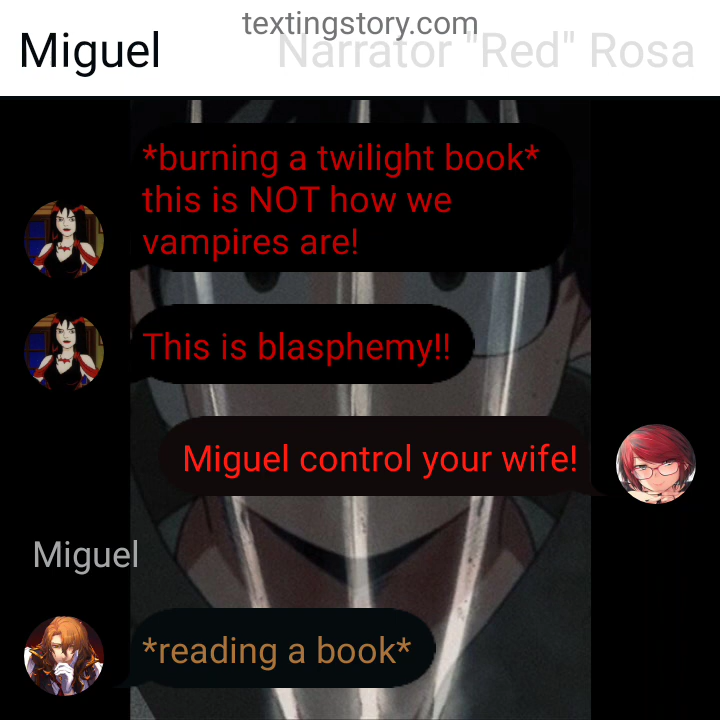 textingstory.com
Miguel
Narrator "Red" Rosa
*burning a twilight book*
this is NOT how we
vampires are!
This is blasphemy!!
Miguel control your wife!
Miguel
*reading a book*